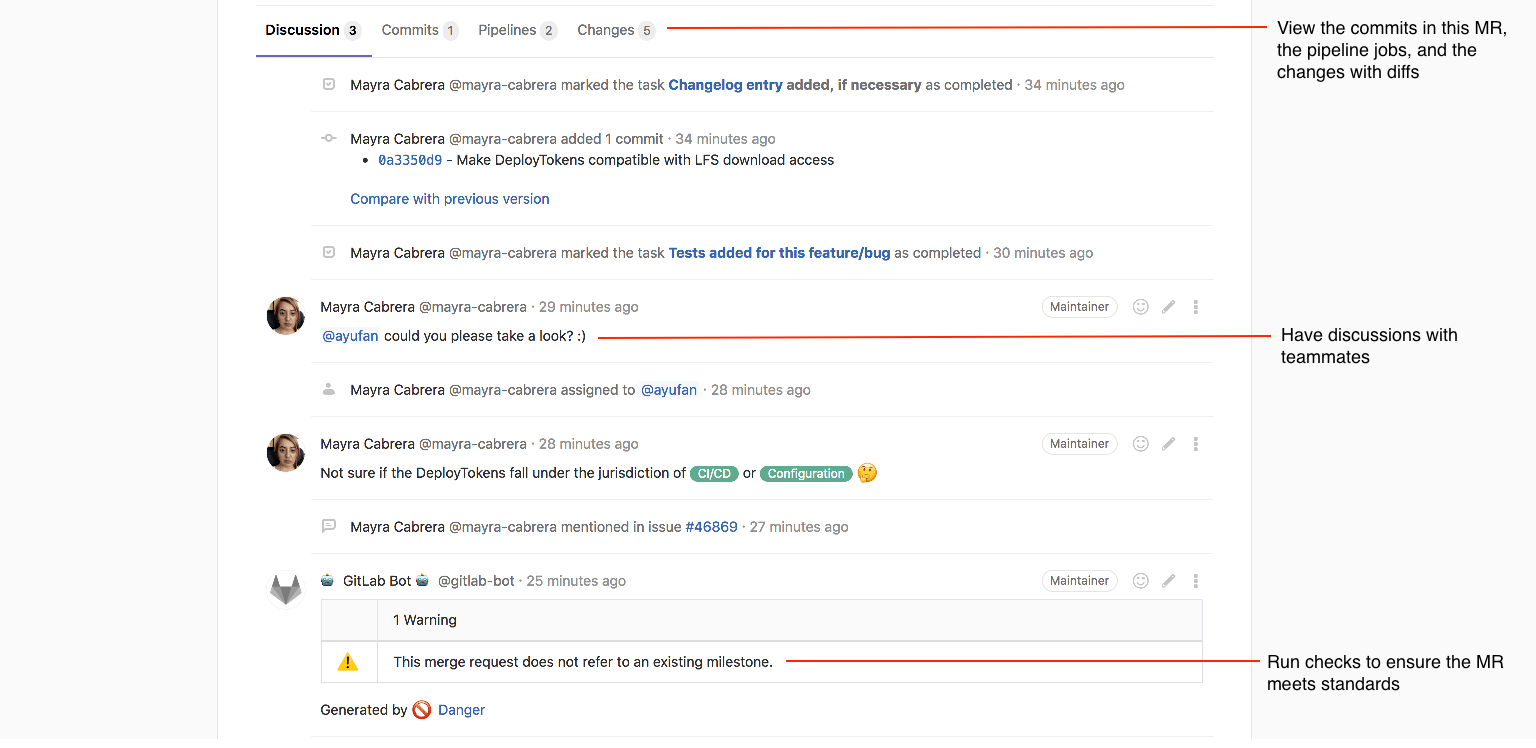 Discussion 3 Commits 1 Pipelines 2 Changes 5
View the commits in this MR,
the pipeline jobs, and the
changes with diffs
Mayra Cabrera @mayra-cabrera marked the task Changelog entry added, if necessary as completed · 34 minutes ago
Mayra Cabrera @mayra-cabrera added 1 commit · 34 minutes ago
• 0a3350d9 - Make DeployTokens compatible with LFS download access
Compare with previous version
Mayra Cabrera @mayra-cabrera marked the task Tests added for this feature/bug as completed · 30 minutes ago
Mayra Cabrera @mayra-cabrera · 29 minutes ago Maintainer
@ayufan could you please take a look? :)
Have discussions with
teammates
Mayra Cabrera @mayra-cabrera assigned to @ayufan · 28 minutes ago
Mayra Cabrera @mayra-cabrera · 28 minutes ago Maintainer
Not sure if the DeployTokens fall under the jurisdiction of CI/CD or Configuration 🤔
Mayra Cabrera @mayra-cabrera mentioned in issue #46869 · 27 minutes ago
🤖 GitLab Bot 🤖 @gitlab-bot · 25 minutes ago Maintainer
1 Warning
⚠️ This merge request does not refer to an existing milestone.
Run checks to ensure the MR
meets standards
Generated by 🚫 Danger